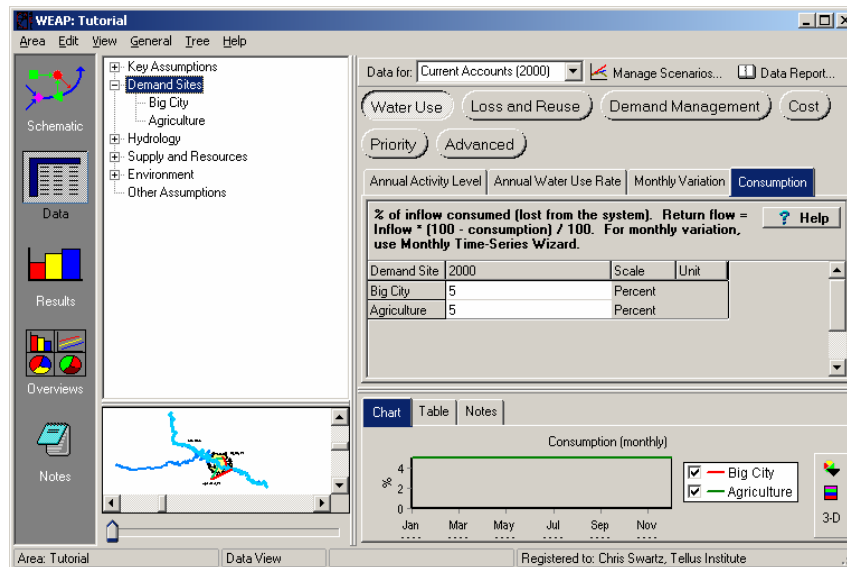 WEAP: Tutorial
Area Edit View General Tree Help
Schematic
Data
Results
Overviews
Notes
Key Assumptions
Demand Sites
Big City
Agriculture
Hydrology
Supply and Resources
Environment
Other Assumptions
Data for: Current Accounts (2000) Manage Scenarios... Data Report...
Water Use Loss and Reuse Demand Management Cost
Priority Advanced
Annual Activity Level Annual Water Use Rate Monthly Variation Consumption
% of inflow consumed (lost from the system). Return flow =
Inflow * (100 - consumption) / 100. For monthly variation,
use Monthly Time-Series Wizard.
? Help
Demand Site 2000 Scale Unit
Big City 5 Percent
Agriculture 5 Percent
Chart Table Notes
Consumption (monthly)
%
4
2
0
Jan Mar May Jul Sep Nov
Big City
Agriculture
3-D
Area: Tutorial Data View Registered to: Chris Swartz, Tellus Institute